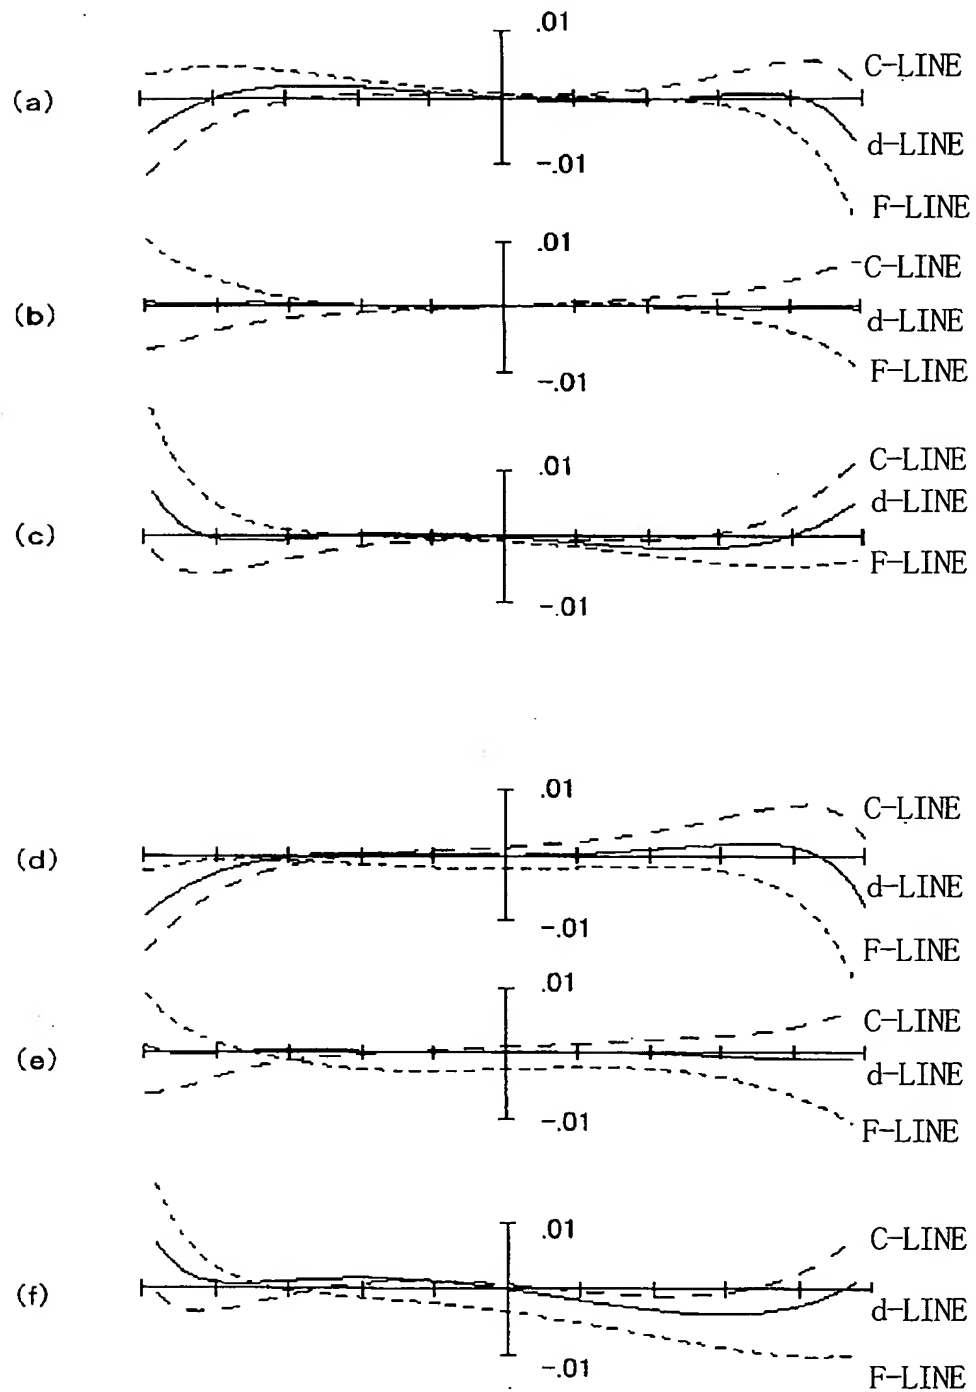 .01
C-LINE
(a)
d-LINE
-.01
F-LINE
.01
C-LINE
(b)
d-LINE
-.01
F-LINE
.01
C-LINE
d-LINE
(c)
F-LINE
-.01
.01
C-LINE
(d)
d-LINE
-.01
F-LINE
.01
C-LINE
(e)
d-LINE
-.01
F-LINE
.01
C-LINE
(f)
d-LINE
-.01
F-LINE